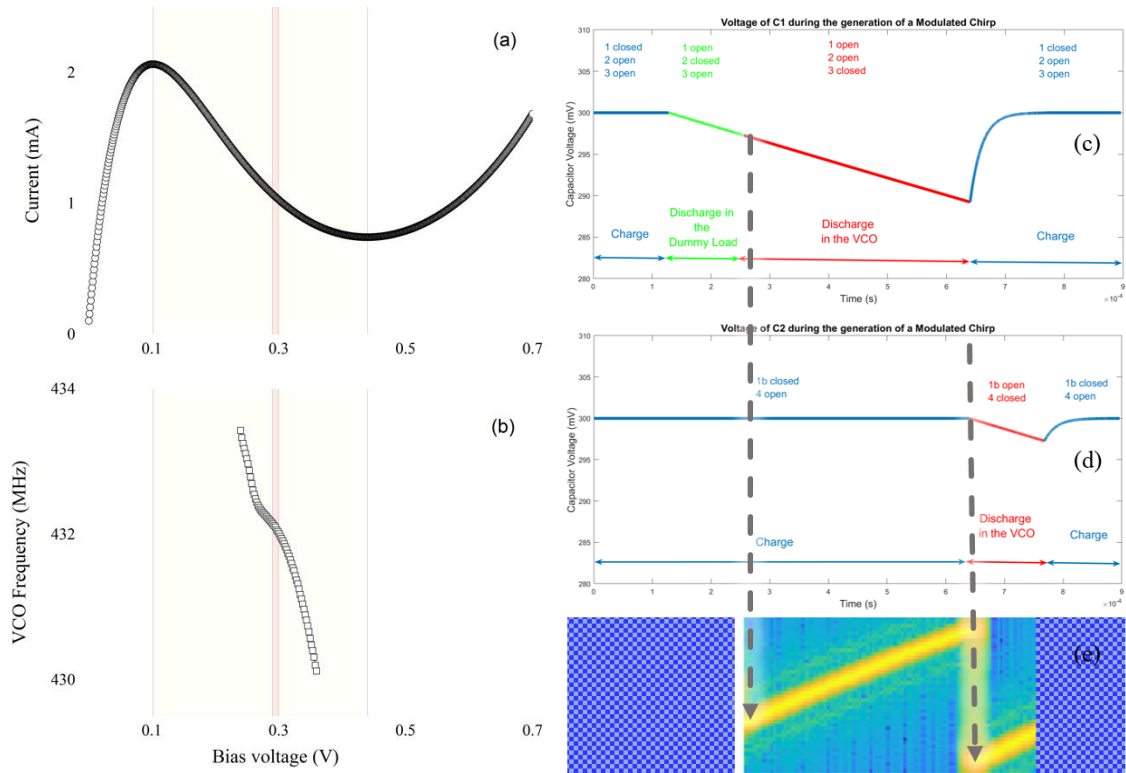 (a)
Current (mA)
2
1
0
0.1
0.3
0.5
0.7
(b)
VCO Frequency (MHz)
434
432
430
0.1
0.3
0.5
0.7
Bias voltage (V)
Voltage of C1 during the generation of a Modulated Chirp
Capacitor Voltage (mV)
310
305
300
295
290
285
280
1 closed
2 open
3 open
1 open
2 closed
3 open
1 open
2 open
3 closed
1 closed
2 open
3 open
(c)
Charge
Discharge in
the
Dummy Load
Discharge
in the VCO
Charge
0
1
2
3
4
5
6
7
8
9
×10⁻⁴
Time (s)
Voltage of C2 during the generation of a Modulated Chirp
Capacitor Voltage (mV)
310
305
300
295
290
285
280
1b closed
4 open
1b open
4 closed
1b closed
4 open
(d)
Charge
Discharge
in the VCO
Charge
0
1
2
3
4
5
6
7
8
9
×10⁻⁴
Time (s)
(e)